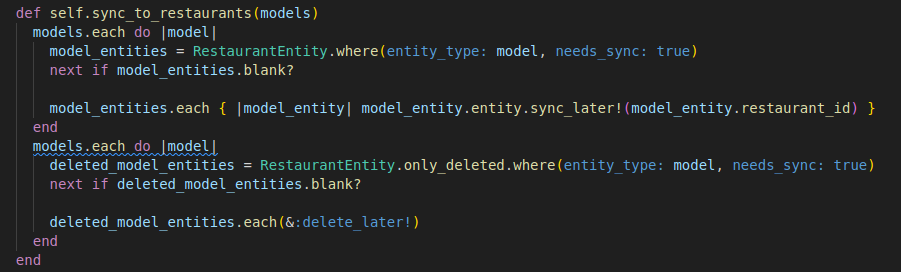 def self.sync_to_restaurants(models)
  models.each do |model|
    model_entities = RestaurantEntity.where(entity_type: model, needs_sync: true)
    next if model_entities.blank?

    model_entities.each { |model_entity| model_entity.entity.sync_later!(model_entity.restaurant_id) }
  end
  models.each do |model|
    deleted_model_entities = RestaurantEntity.only_deleted.where(entity_type: model, needs_sync: true)
    next if deleted_model_entities.blank?

    deleted_model_entities.each(&:delete_later!)
  end
end